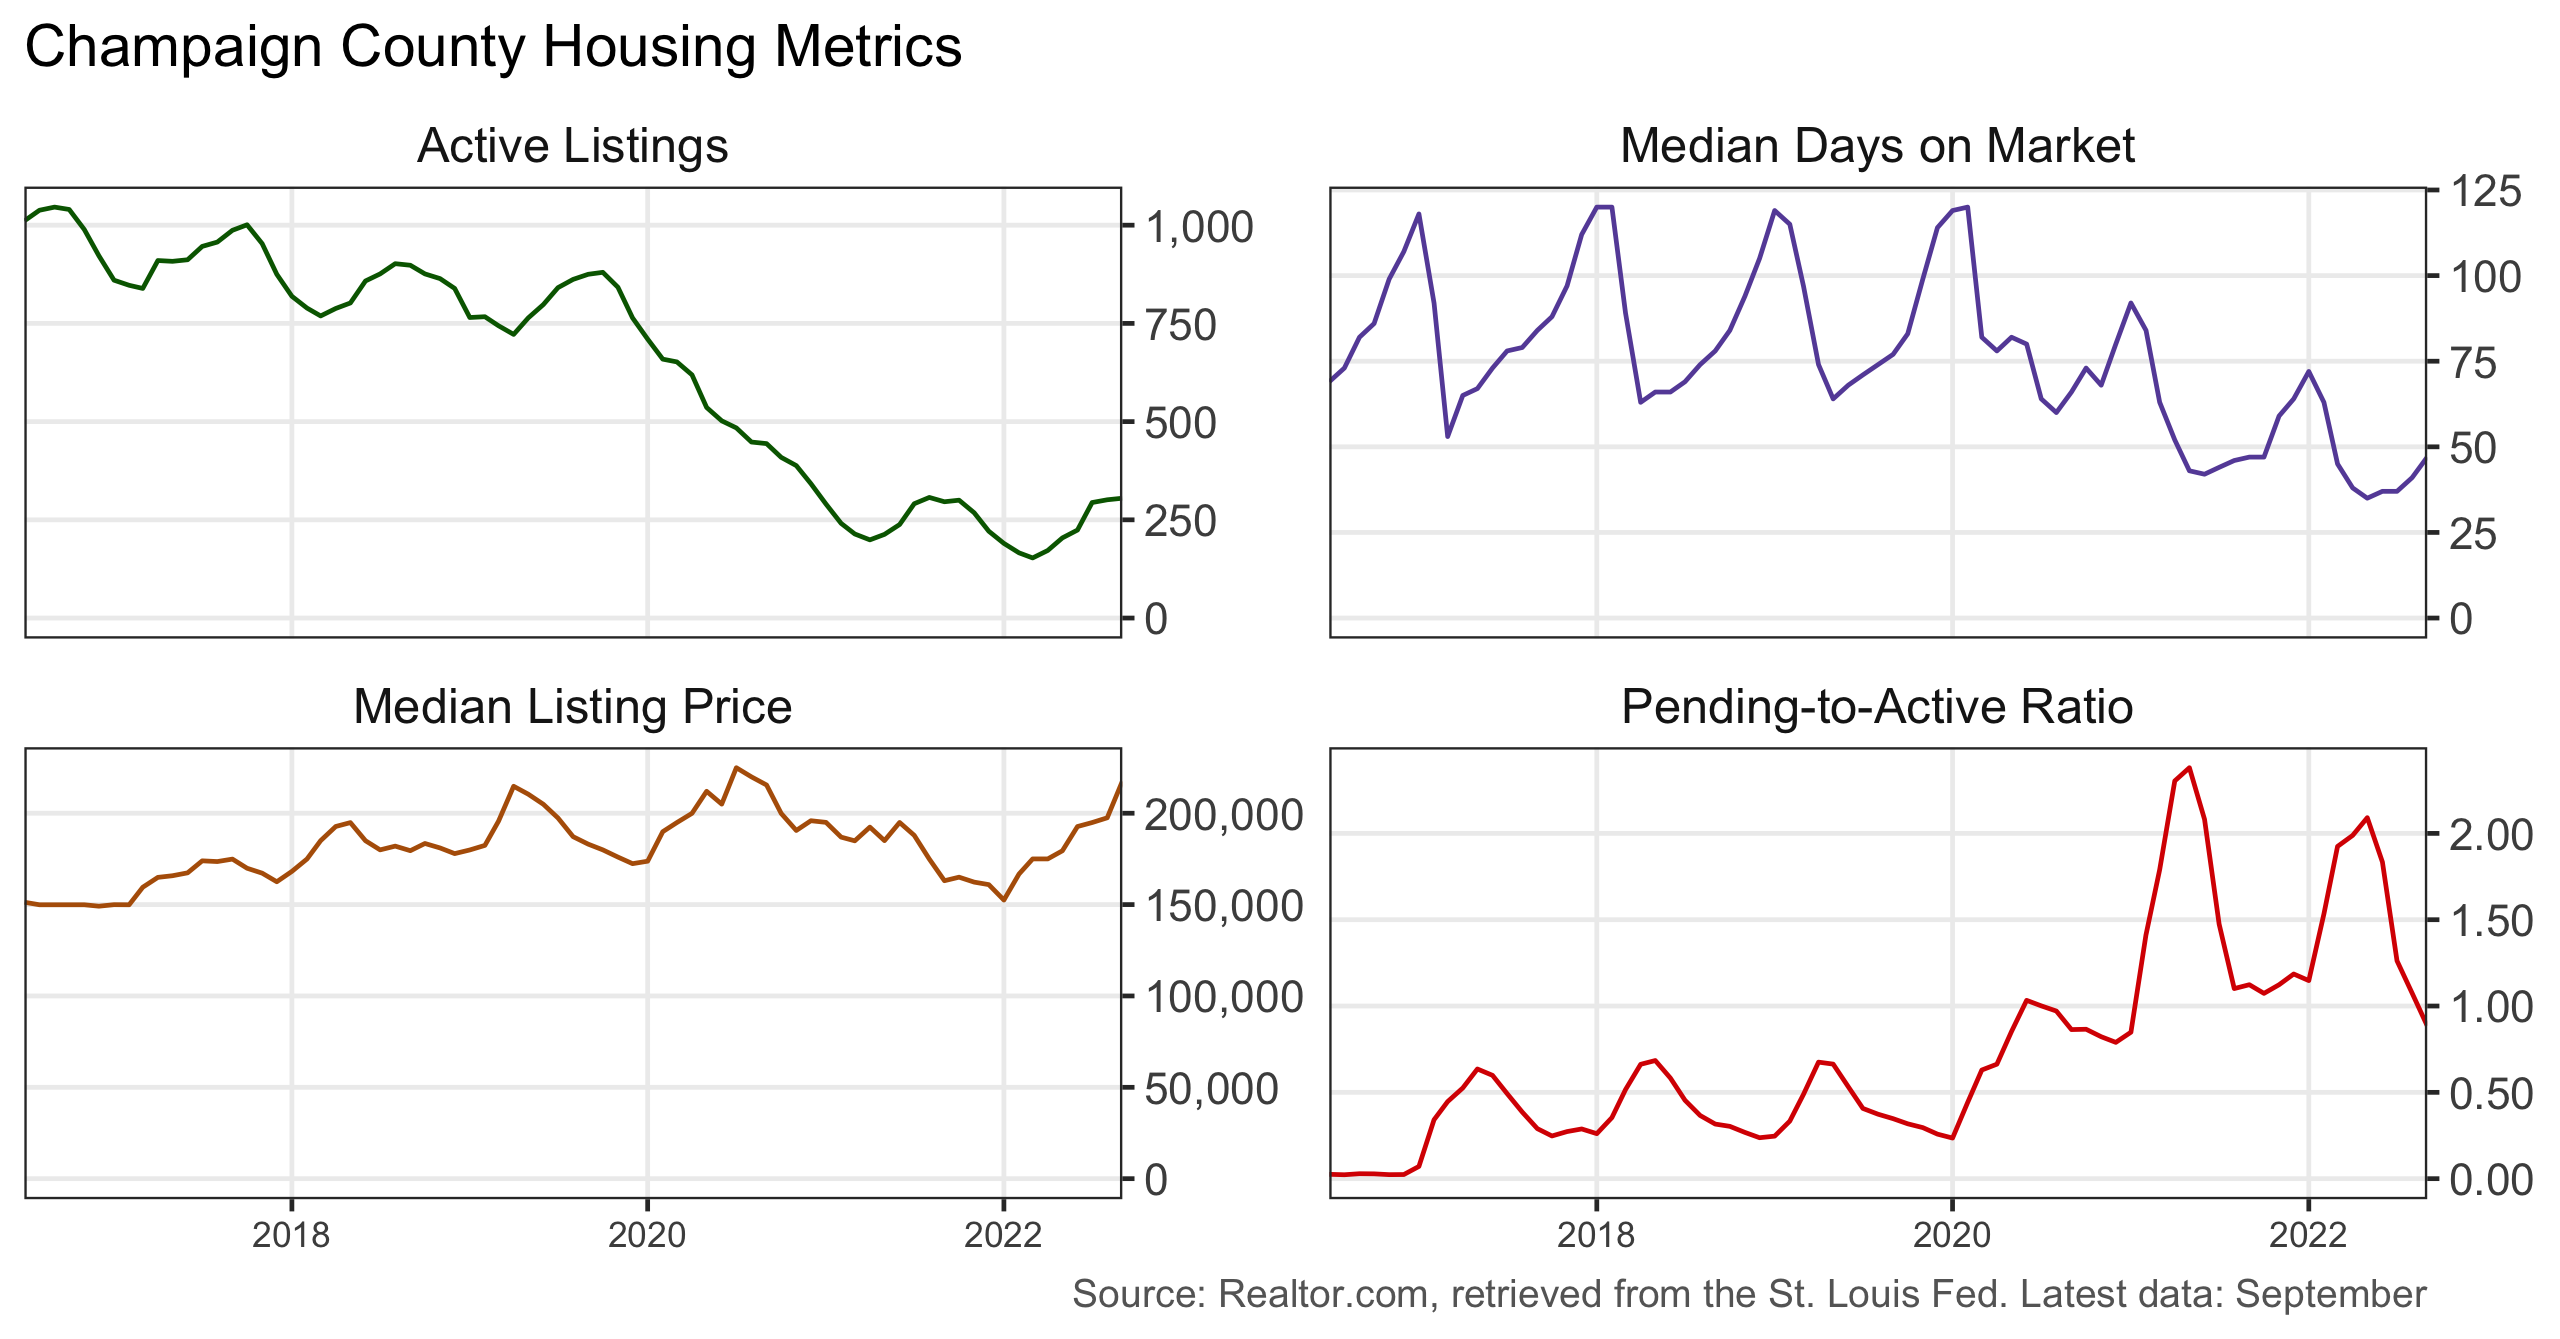 Champaign County Housing Metrics
Active Listings
1,000
750
500
250
0
Median Days on Market
125
100
75
50
25
0
Median Listing Price
200,000
150,000
100,000
50,000
0
2018 2020 2022
Pending-to-Active Ratio
2.00
1.50
1.00
0.50
0.00
2018 2020 2022
Source: Realtor.com, retrieved from the St. Louis Fed. Latest data: September